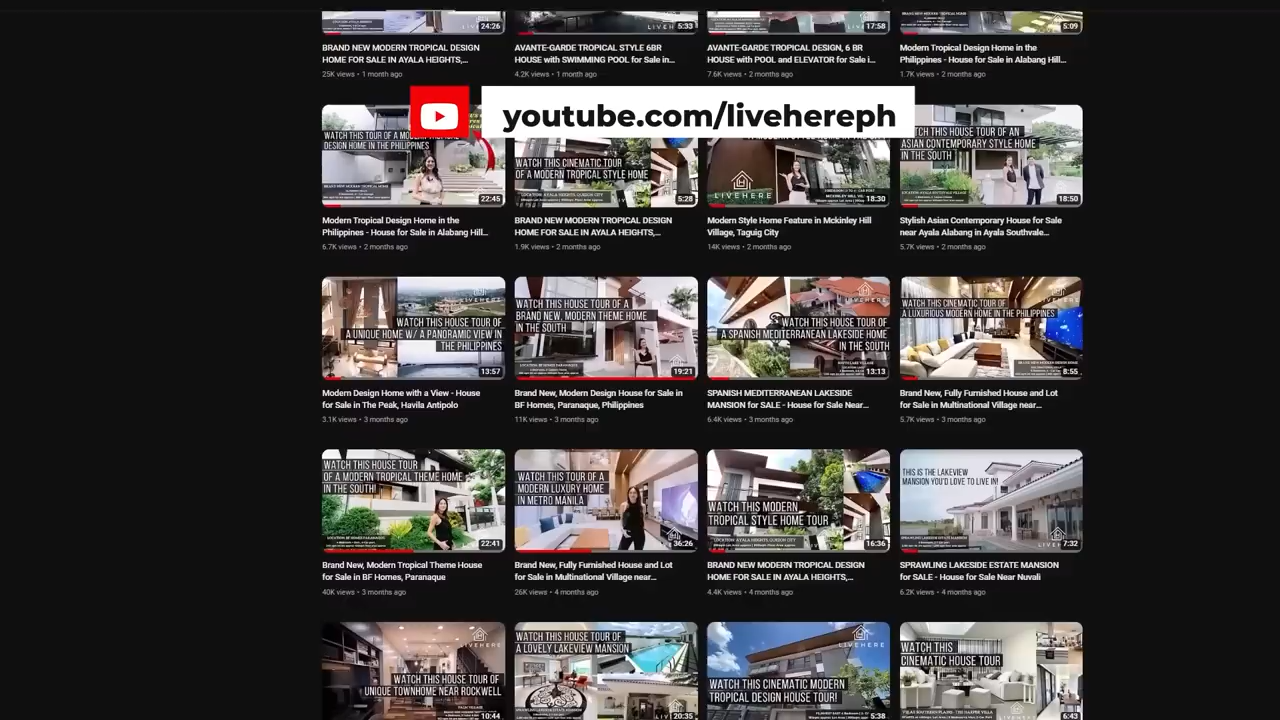 24:26
5:33
17:58
5:09
BRAND NEW MODERN TROPICAL DESIGN
HOME FOR SALE IN AYALA HEIGHTS,...
25K views • 1 month ago
AVANTE-GARDE TROPICAL STYLE 6BR
HOUSE with SWIMMING POOL for Sale in...
4.2K views • 1 month ago
AVANTE-GARDE TROPICAL DESIGN, 6 BR
HOUSE with POOL and ELEVATOR for Sale i...
7.6K views • 2 months ago
Modern Tropical Design Home in the
Philippines - House for Sale in Alabang Hill...
1.7K views • 2 months ago
youtube.com/livehereph
WATCH THIS TOUR OF A MODERN TROPICAL
DESIGN HOME IN THE PHILIPPINES
22:45
WATCH THIS CINEMATIC TOUR
OF A MODERN TROPICAL STYLE HOME
5:28
LIVEHERE
18:30
WATCH THIS HOUSE TOUR OF AN
ASIAN CONTEMPORARY STYLE HOME
IN THE SOUTH
18:50
Modern Tropical Design Home in the
Philippines - House for Sale in Alabang Hill...
6.7K views • 2 months ago
BRAND NEW MODERN TROPICAL DESIGN
HOME FOR SALE IN AYALA HEIGHTS,...
1.9K views • 2 months ago
Modern Style Home Feature in Mckinley Hill
Village, Taguig City
14K views • 2 months ago
Stylish Asian Contemporary House for Sale
near Ayala Alabang in Ayala Southvale...
5.7K views • 2 months ago
LIVEHERE
WATCH THIS HOUSE TOUR OF
A UNIQUE HOME W/ A PANORAMIC VIEW IN
THE PHILIPPINES
13:57
WATCH THIS HOUSE TOUR OF A
BRAND NEW, MODERN THEME HOME
IN THE SOUTH
19:21
LIVEHERE
WATCH THIS HOUSE TOUR OF
A SPANISH MEDITERRANEAN LAKESIDE HOME
IN THE SOUTH
13:13
LIVEHERE
WATCH THIS CINEMATIC TOUR OF
A LUXURIOUS MODERN HOME IN THE PHILIPPINES
8:55
Modern Design Home with a View - House
for Sale in The Peak, Havila Antipolo
3.1K views • 3 months ago
Brand New, Modern Design House for Sale in
BF Homes, Paranaque, Philippines
11K views • 3 months ago
SPANISH MEDITERRANEAN LAKESIDE
MANSION for SALE - House for Sale Near...
6.4K views • 3 months ago
Brand New, Fully Furnished House and Lot
for Sale in Multinational Village near...
5.7K views • 3 months ago
WATCH THIS HOUSE TOUR
OF A MODERN TROPICAL THEME HOME
IN THE SOUTH!
22:41
WATCH THIS TOUR OF A
MODERN LUXURY HOME
IN METRO MANILA
36:26
WATCH THIS MODERN
TROPICAL STYLE HOME TOUR
16:36
THIS IS THE LAKEVIEW
MANSION YOU'D LOVE TO LIVE IN!
7:32
Brand New, Modern Tropical Theme House
for Sale in BF Homes, Paranaque
40K views • 3 months ago
Brand New, Fully Furnished House and Lot
for Sale in Multinational Village near...
26K views • 4 months ago
BRAND NEW MODERN TROPICAL DESIGN
HOME FOR SALE IN AYALA HEIGHTS,...
4.4K views • 4 months ago
SPRAWLING LAKESIDE ESTATE MANSION
for SALE - House for Sale Near Nuvali
6.2K views • 4 months ago
LIVEHERE
WATCH THIS HOUSE TOUR OF
UNIQUE TOWNHOME NEAR ROCKWELL
10:44
WATCH THIS HOUSE TOUR OF
A LOVELY LAKEVIEW MANSION
20:35
LIVEHERE
WATCH THIS CINEMATIC MODERN
TROPICAL DESIGN HOUSE TOUR!
5:38
WATCH THIS
CINEMATIC HOUSE TOUR
6:43